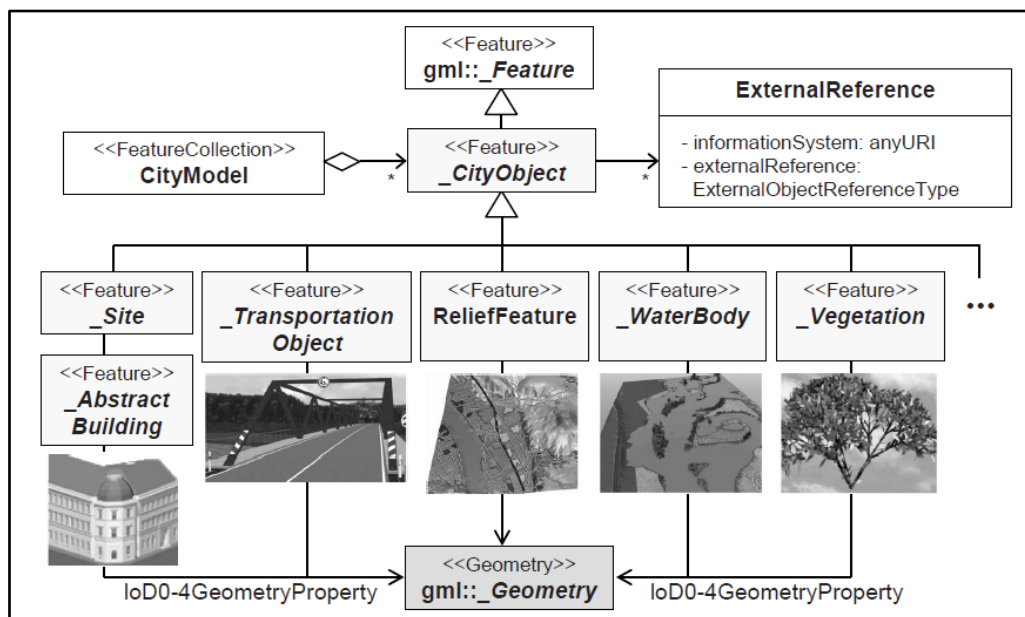 <<Feature>>
gml::_Feature
ExternalReference
- informationSystem: anyURI
- externalReference:
ExternalObjectReferenceType
<<FeatureCollection>>
CityModel
*
<<Feature>>
_CityObject
*
<<Feature>>
_Site
<<Feature>>
_Transportation
Object
<<Feature>>
ReliefFeature
<<Feature>>
_WaterBody
<<Feature>>
_Vegetation
•••
<<Feature>>
_Abstract
Building
<<Geometry>>
gml::_Geometry
loD0-4GeometryProperty
loD0-4GeometryProperty